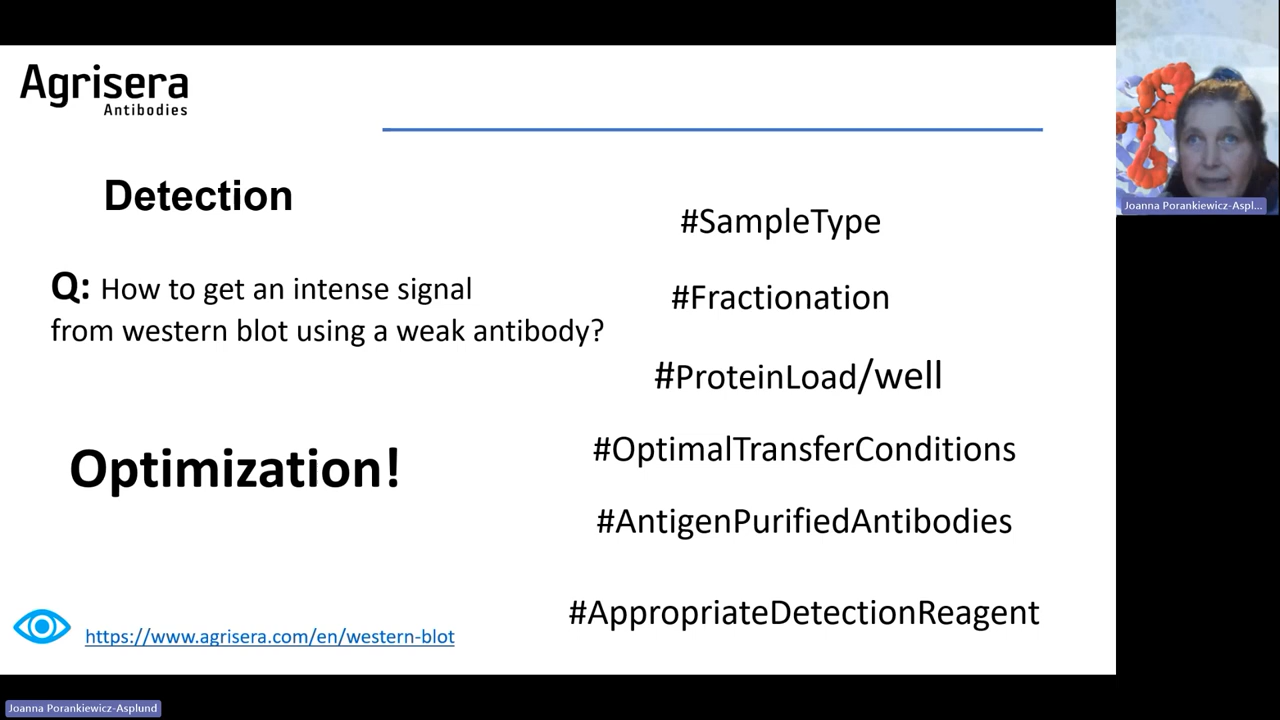 Agrisera
Antibodies
Detection
Q: How to get an intense signal
from western blot using a weak antibody?
Optimization!
https://www.agrisera.com/en/western-blot
#SampleType
#Fractionation
#ProteinLoad/well
#OptimalTransferConditions
#AntigenPurifiedAntibodies
#AppropriateDetectionReagent
Joanna Porankiewicz-Aspl...
Joanna Porankiewicz-Asplund